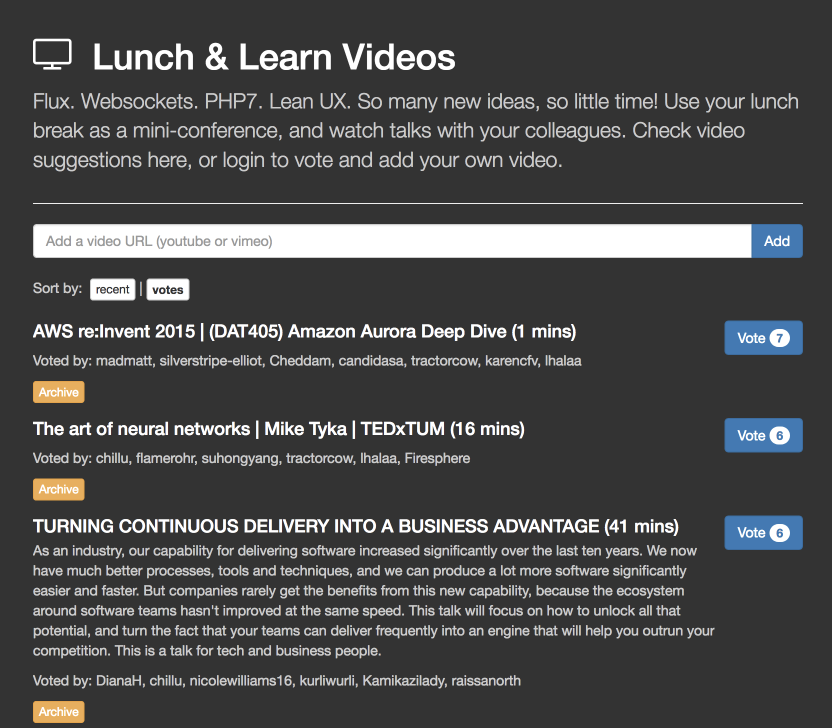 Lunch & Learn Videos
Flux. Websockets. PHP7. Lean UX. So many new ideas, so little time! Use your lunch
break as a mini-conference, and watch talks with your colleagues. Check video
suggestions here, or login to vote and add your own video.
Add a video URL (youtube or vimeo)
Add
Sort by: recent | votes
AWS re:Invent 2015 | (DAT405) Amazon Aurora Deep Dive (1 mins)
Vote 7
Voted by: madmatt, silverstripe-elliot, Cheddam, candidasa, tractorcow, karencfv, lhalaa
Archive
The art of neural networks | Mike Tyka | TEDxTUM (16 mins)
Vote 6
Voted by: chillu, flamerohr, suhongyang, tractorcow, lhalaa, Firesphere
Archive
TURNING CONTINUOUS DELIVERY INTO A BUSINESS ADVANTAGE (41 mins)
Vote 6
As an industry, our capability for delivering software increased significantly over the last ten years. We now
have much better processes, tools and techniques, and we can produce a lot more software significantly
easier and faster. But companies rarely get the benefits from this new capability, because the ecosystem
around software teams hasn't improved at the same speed. This talk will focus on how to unlock all that
potential, and turn the fact that your teams can deliver frequently into an engine that will help you outrun your
competition. This is a talk for tech and business people.
Voted by: DianaH, chillu, nicolewilliams16, kurliwurli, Kamikazilady, raissanorth
Archive